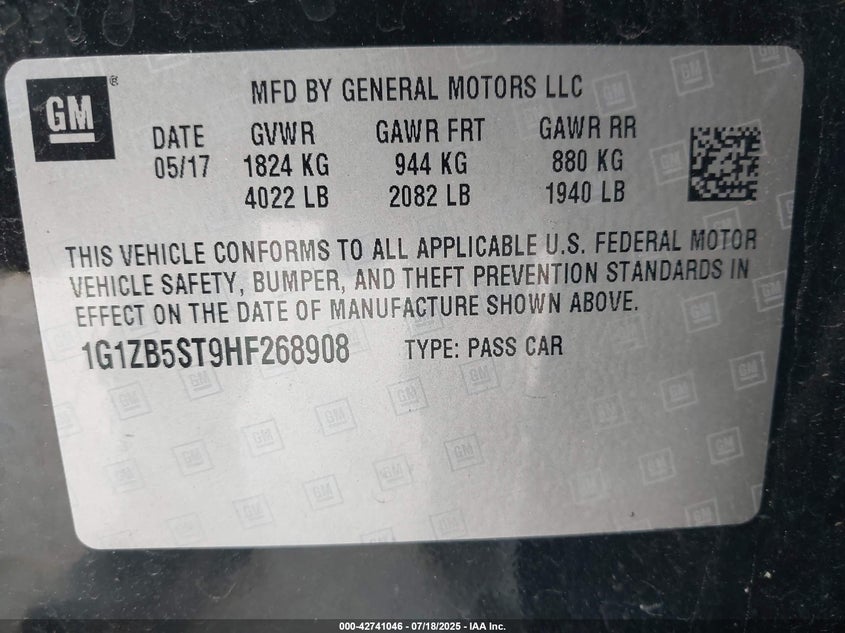 GM®
MFD BY GENERAL MOTORS LLC
DATE GVWR GAWR FRT GAWR RR
05/17 1824 KG 944 KG 880 KG
4022 LB 2082 LB 1940 LB
THIS VEHICLE CONFORMS TO ALL APPLICABLE U.S. FEDERAL MOTOR
VEHICLE SAFETY, BUMPER, AND THEFT PREVENTION STANDARDS IN
EFFECT ON THE DATE OF MANUFACTURE SHOWN ABOVE.
1G1ZB5ST9HF268908 TYPE: PASS CAR
000-42741046 - 07/18/2025 - IAA Inc.